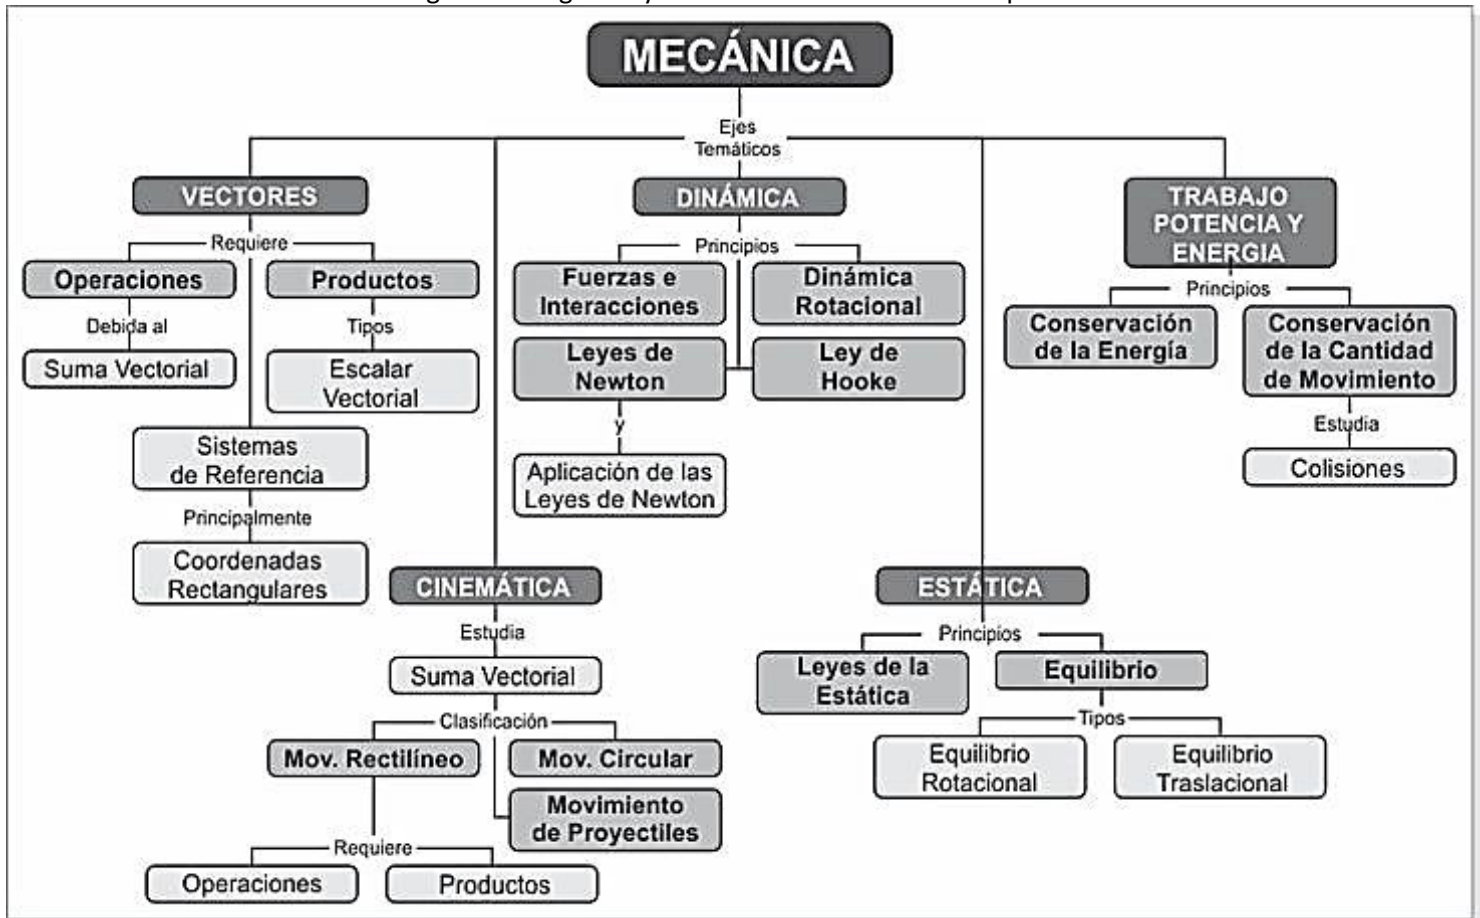 MECÁNICA
Ejes
Temáticos
VECTORES
Requiere
Operaciones
Productos
Debida al
Tipos
Suma Vectorial
Escalar
Vectorial
Sistemas
de Referencia
Principalmente
Coordenadas
Rectangulares
DINÁMICA
Principios
Fuerzas e
Interacciones
Dinámica
Rotacional
Leyes de
Newton
Ley de
Hooke
y
Aplicación de las
Leyes de Newton
TRABAJO
POTENCIA Y
ENERGIA
Principios
Conservación
de la Energía
Conservación
de la Cantidad
de Movimiento
Estudia
Colisiones
CINEMÁTICA
Estudia
Suma Vectorial
Clasificación
Mov. Rectilíneo
Mov. Circular
Movimiento
de Proyectiles
Requiere
Operaciones
Productos
ESTÁTICA
Principios
Leyes de la
Estática
Equilibrio
Tipos
Equilibrio
Rotacional
Equilibrio
Traslacional